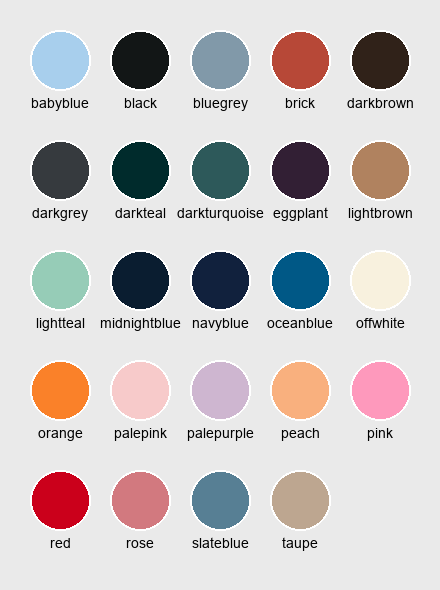 babyblue black bluegrey brick darkbrown
darkgrey darkteal darkturquoise eggplant lightbrown
lightteal midnightblue navyblue oceanblue offwhite
orange palepink palepurple peach pink
red rose slateblue taupe